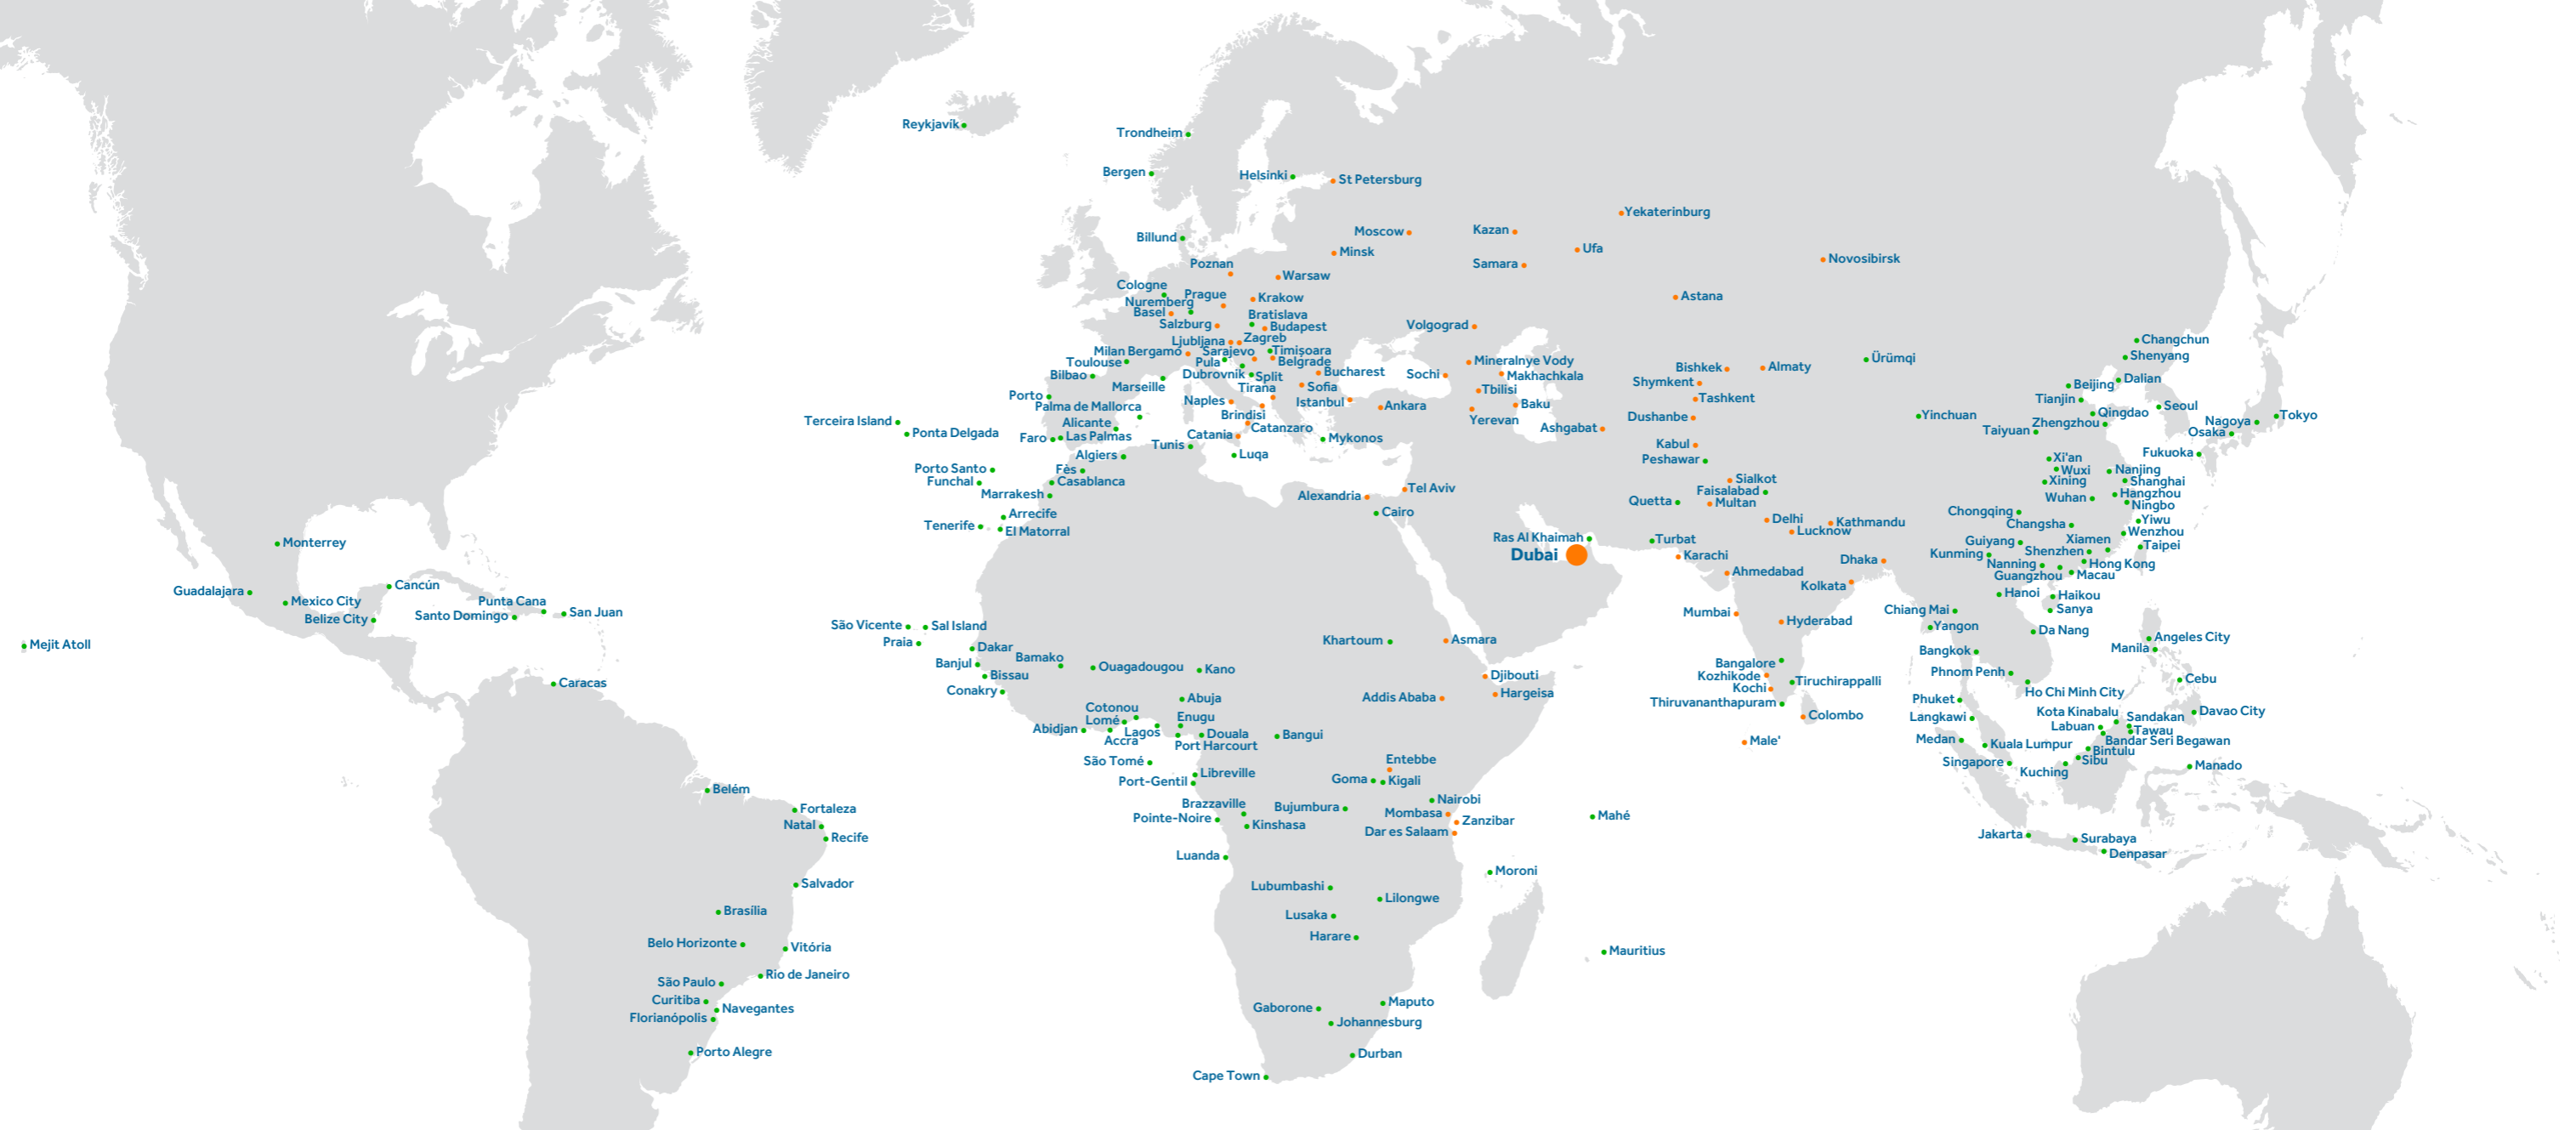 Reykjavík
Trondheim
Bergen
Helsinki
St Petersburg
Yekaterinburg
Moscow
Kazan
Billund
Ufa
Minsk
Novosibirsk
Poznan
Samara
Warsaw
Cologne
Prague
Astana
Krakow
Nuremberg
Basel
Bratislava
Salzburg
Budapest
Volgograd
Zagreb
Ljubljana
Changchun
Milan Bergamo
Sarajevo
Timișoara
Shenyang
Toulouse
Pula
Belgrade
Mineralnye Vody
Ürümqi
Bishkek
Almaty
Bilbao
Dubrovnik
Split
Bucharest
Sochi
Makhachkala
Dalian
Marseille
Tirana
Sofia
Shymkent
Beijing
Porto
Naples
Istanbul
Tbilisi
Tashkent
Tianjin
Palma de Mallorca
Ankara
Baku
Seoul
Brindisi
Qingdao
Tokyo
Terceira Island
Alicante
Catanzaro
Yerevan
Dushanbe
Yinchuan
Zhengzhou
Nagoya
Ponta Delgada
Faro
Las Palmas
Catania
Mykonos
Ashgabat
Taiyuan
Osaka
Tunis
Kabul
Algiers
Luqa
Peshawar
Xi'an
Fukuoka
Porto Santo
Fès
Wuxi
Nanjing
Funchal
Casablanca
Sialkot
Xining
Shanghai
Marrakesh
Alexandria
Tel Aviv
Faisalabad
Wuhan
Hangzhou
Quetta
Multan
Ningbo
Arrecife
Cairo
Chongqing
Tenerife
El Matorral
Delhi
Kathmandu
Changsha
Yiwu
Lucknow
Wenzhou
Monterrey
Ras Al Khaimah
Turbat
Guiyang
Xiamen
Taipei
Dubai
Karachi
Kunming
Shenzhen
Dhaka
Nanning
Hong Kong
Ahmedabad
Guangzhou
Macau
Guadalajara
Cancún
Kolkata
Hanoi
Haikou
Mexico City
Punta Cana
Belize City
Santo Domingo
San Juan
Mumbai
Chiang Mai
Sanya
São Vicente
Sal Island
Hyderabad
Yangon
Da Nang
Mejit Atoll
Praia
Khartoum
Asmara
Angeles City
Dakar
Bangkok
Manila
Banjul
Bamako
Ouagadougou
Kano
Bangalore
Bissau
Djibouti
Kozhikode
Phnom Penh
Caracas
Conakry
Hargeisa
Kochi
Tiruchirappalli
Cebu
Abuja
Addis Ababa
Thiruvananthapuram
Phuket
Ho Chi Minh City
Cotonou
Enugu
Colombo
Langkawi
Kota Kinabalu
Davao City
Lomé
Sandakan
Abidjan
Lagos
Douala
Bangui
Labuan
Tawau
Accra
Port Harcourt
Male'
Medan
Kuala Lumpur
Bandar Seri Begawan
Bintulu
São Tomé
Entebbe
Singapore
Sibu
Libreville
Goma
Kigali
Kuching
Manado
Port-Gentil
Belém
Nairobi
Fortaleza
Brazzaville
Bujumbura
Mombasa
Mahé
Natal
Pointe-Noire
Kinshasa
Zanzibar
Recife
Dar es Salaam
Jakarta
Surabaya
Luanda
Denpasar
Moroni
Salvador
Lubumbashi
Lilongwe
Brasília
Lusaka
Harare
Belo Horizonte
Vitória
Mauritius
Rio de Janeiro
São Paulo
Curitiba
Maputo
Navegantes
Gaborone
Florianópolis
Johannesburg
Porto Alegre
Durban
Cape Town